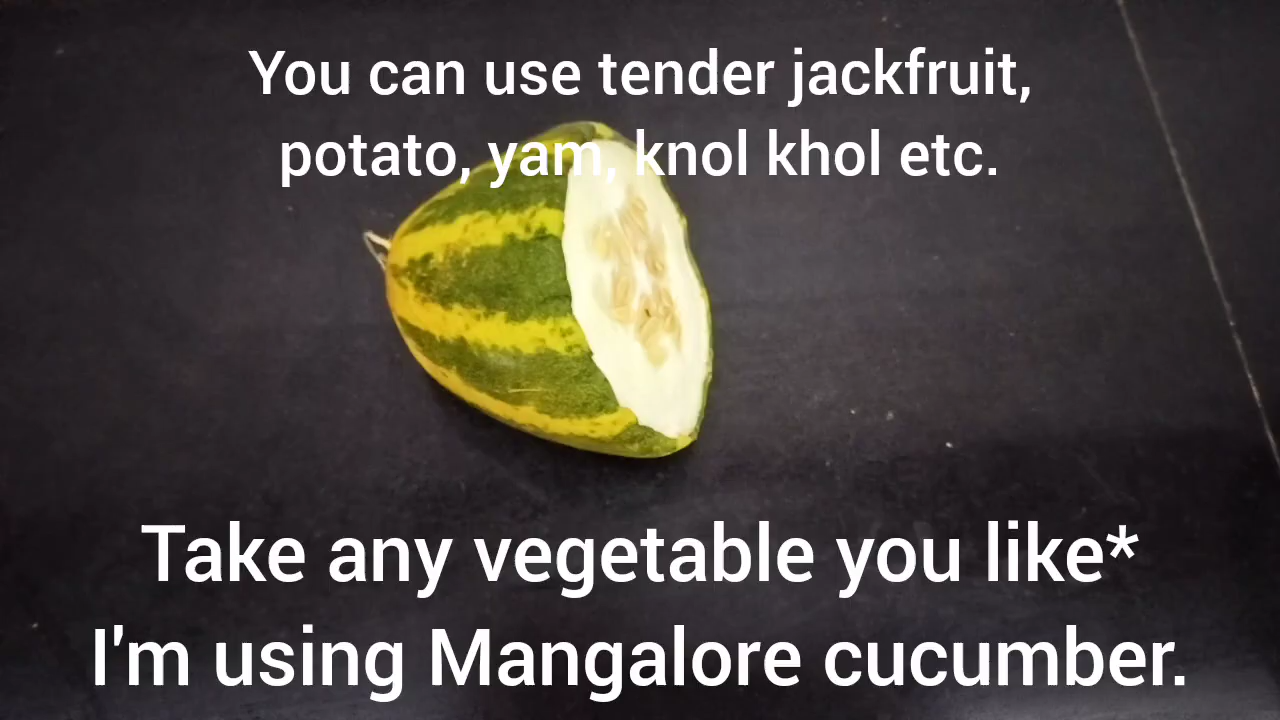 You can use tender jackfruit,
potato, yam, knol khol etc.
Take any vegetable you like*
I'm using Mangalore cucumber.